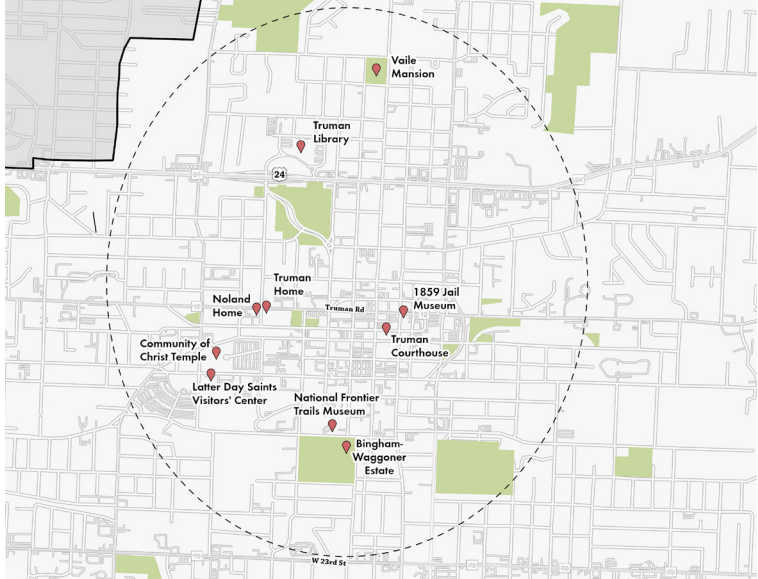 Vaile
Mansion
Truman
Library
24
Truman
Home
Noland
Home
1859 Jail
Museum
Truman Rd
Truman
Courthouse
Community of
Christ Temple
Latter Day Saints
Visitors' Center
National Frontier
Trails Museum
Bingham-
Waggoner
Estate
W 23rd St